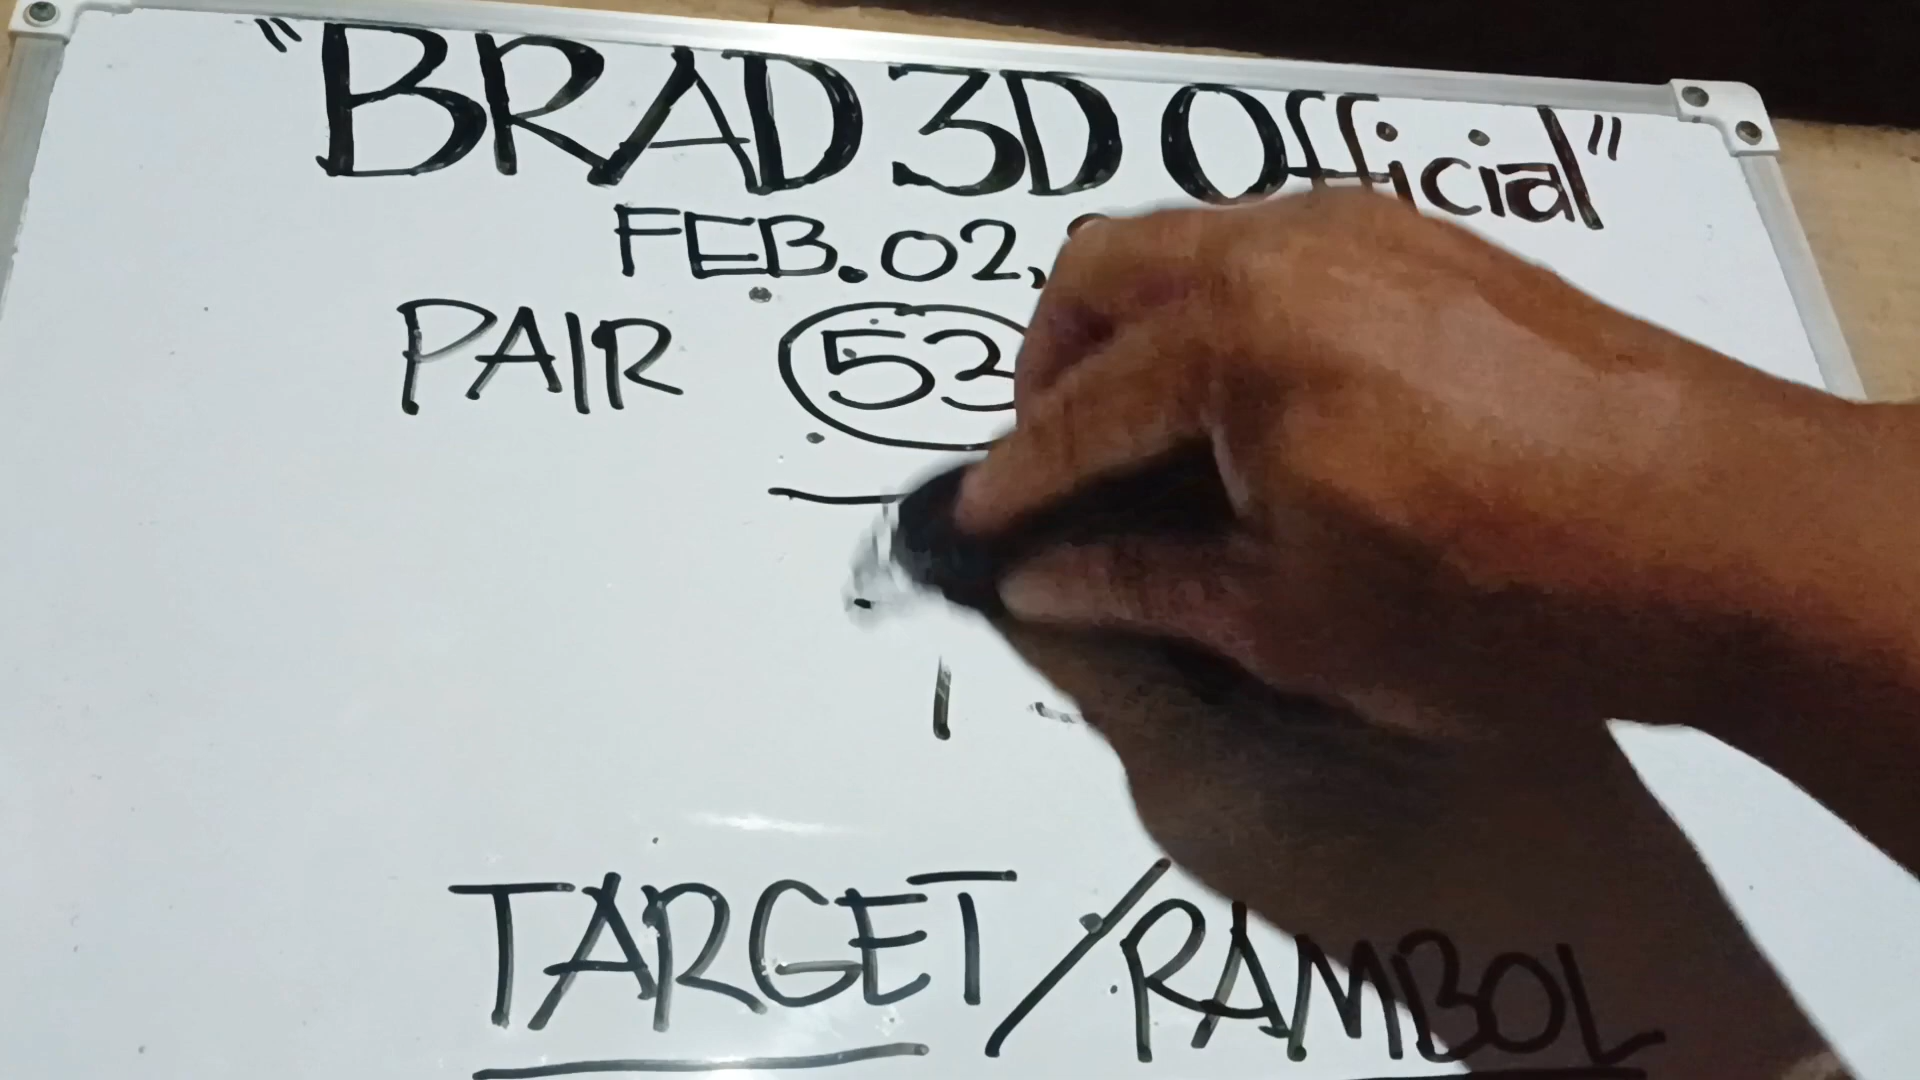 "BRAD 3D Official"
FEB. 02,
PAIR 53
TARGET/RAMBOL